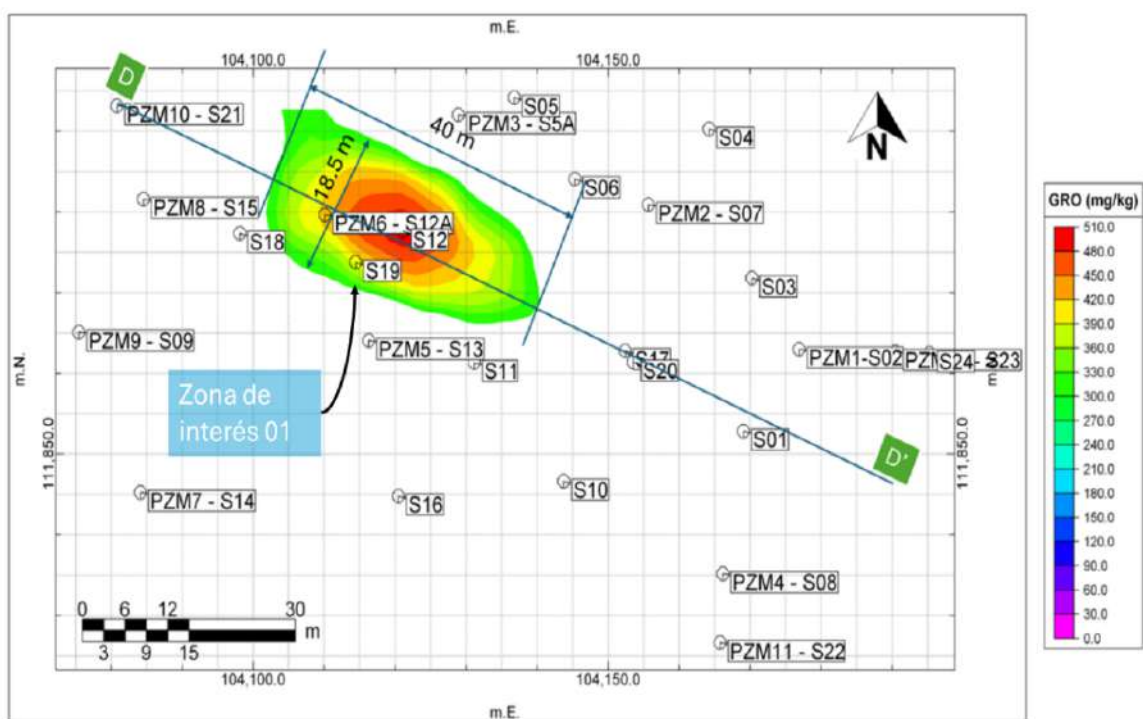 m.E.
104,100.0
104,150.0
D
PZM10 - S21
S05
PZM3 - S5A
S04
40 m
18.5 m
N
S06
PZM8 - S15
PZM2 - S07
PZM6 - S12A
S12
S18
S19
S03
GRO (mg/kg)
510.0
480.0
450.0
420.0
390.0
360.0
330.0
300.0
270.0
240.0
210.0
180.0
150.0
120.0
90.0
60.0
30.0
0.0
PZM9 - S09
PZM5 - S13
S11
S17
S20
PZM1-S02
S24
S23
m.N.
Zona de
interés 01
S01
D'
111,850.0
111,850.0
PZM7 - S14
S16
S10
PZM4 - S08
PZM11 - S22
0 6 12 30
m
3 9 15
104,100.0
104,150.0
m.E.